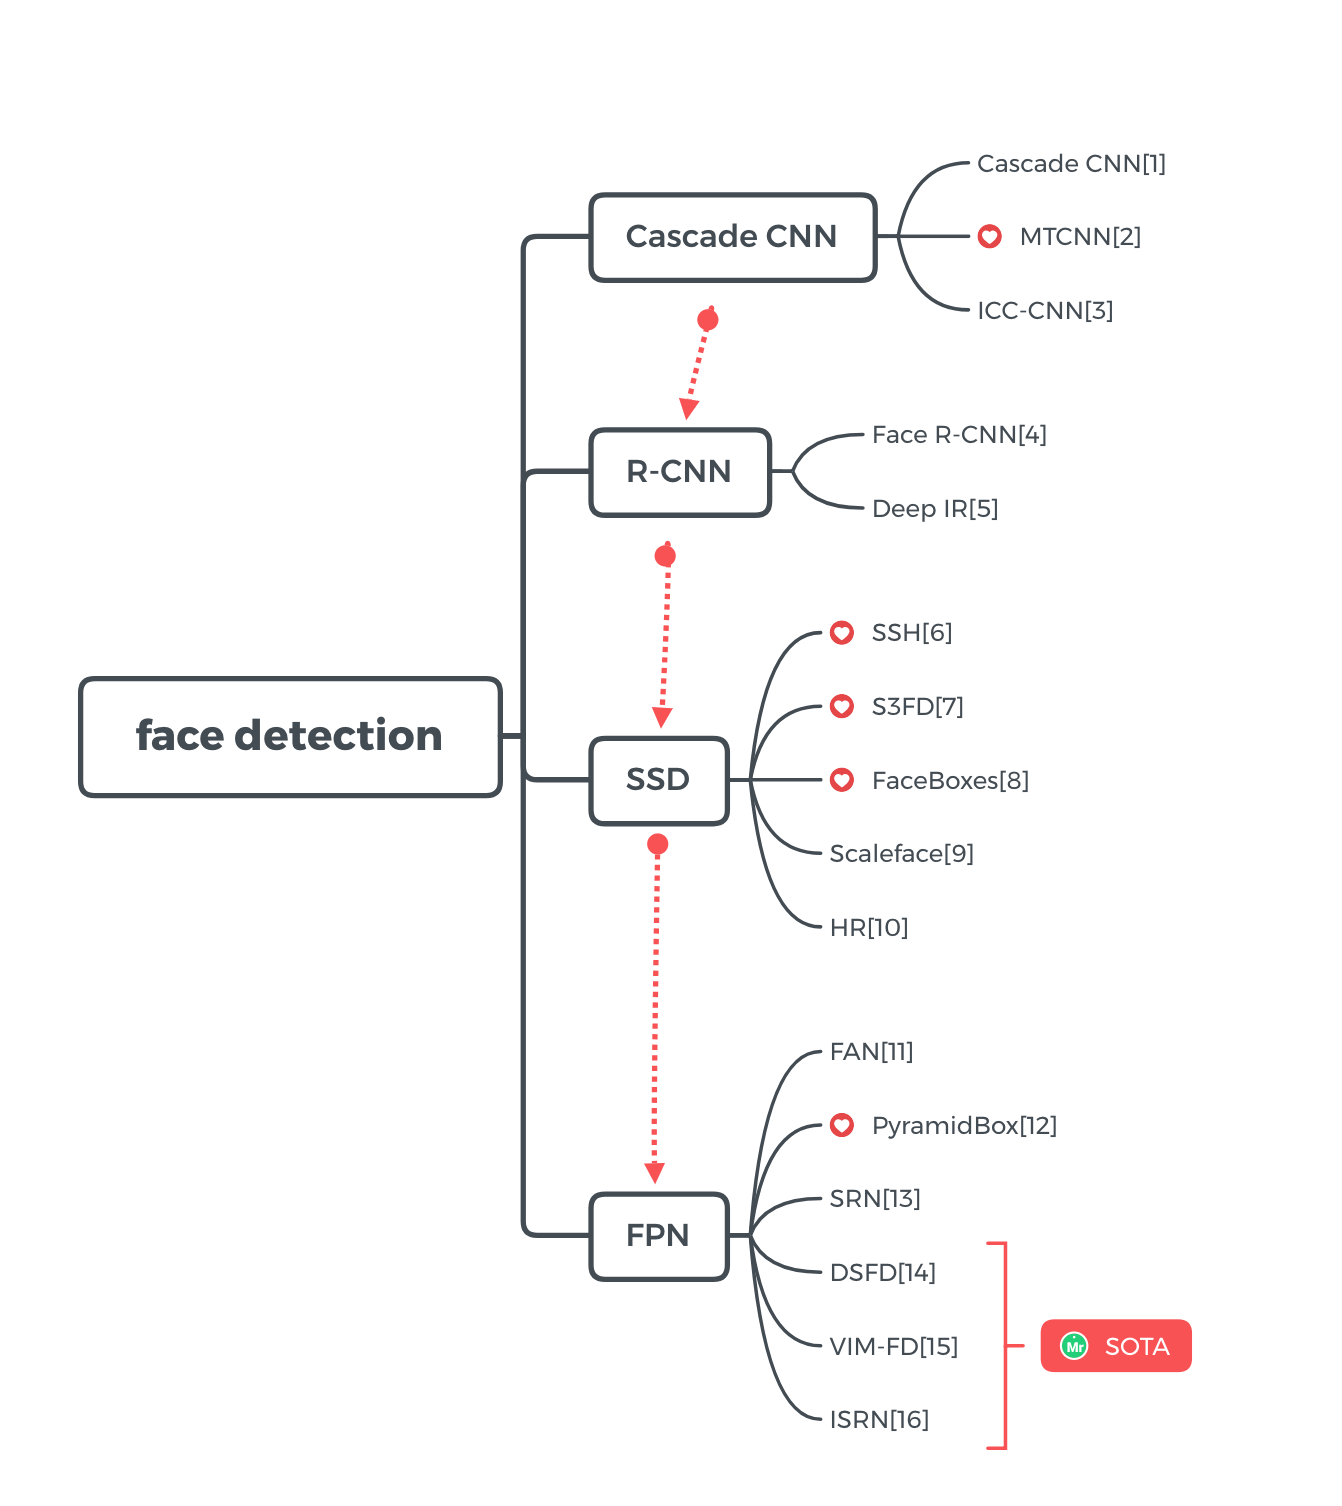 face detection
Cascade CNN
Cascade CNN[1]
MTCNN[2]
ICC-CNN[3]
R-CNN
Face R-CNN[4]
Deep IR[5]
SSD
SSH[6]
S3FD[7]
FaceBoxes[8]
Scaleface[9]
HR[10]
FPN
FAN[11]
PyramidBox[12]
SRN[13]
DSFD[14]
VIM-FD[15]
ISRN[16]
Mr SOTA